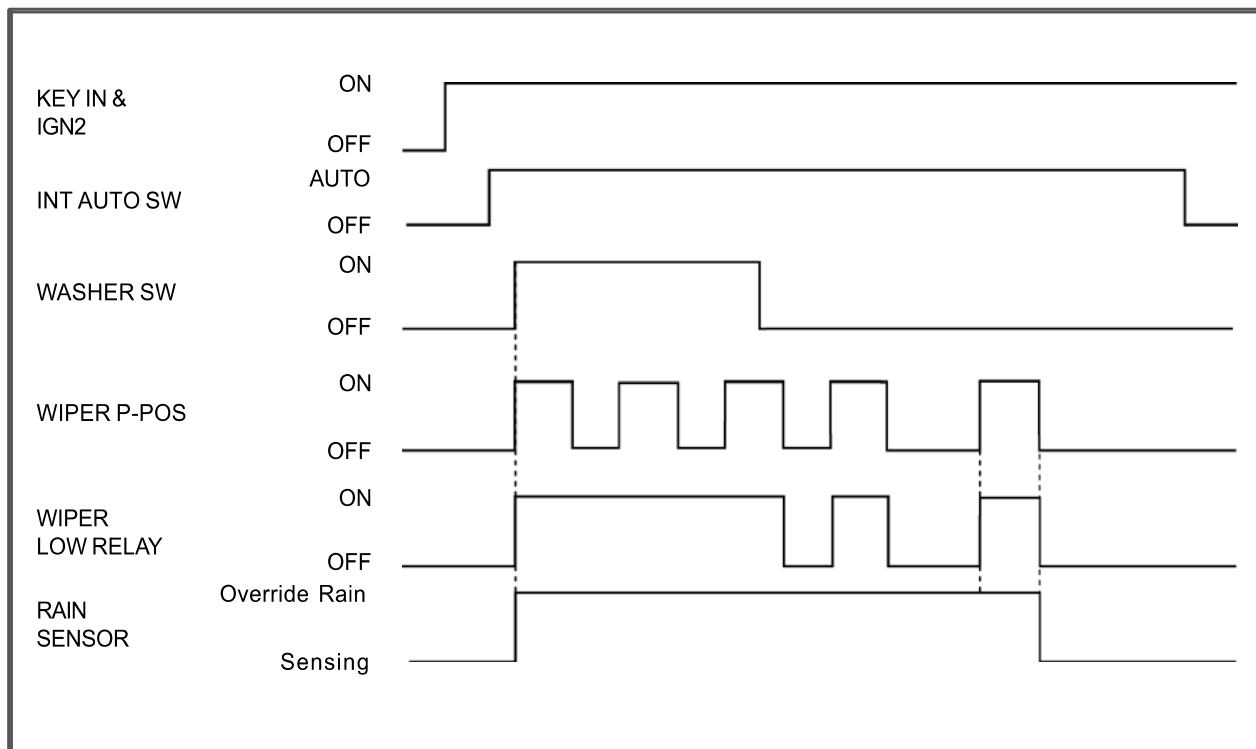 KEY IN &
IGN2
ON
OFF
INT AUTO SW
AUTO
OFF
WASHER SW
ON
OFF
WIPER P-POS
ON
OFF
WIPER
LOW RELAY
ON
OFF
RAIN
SENSOR
Override Rain
Sensing